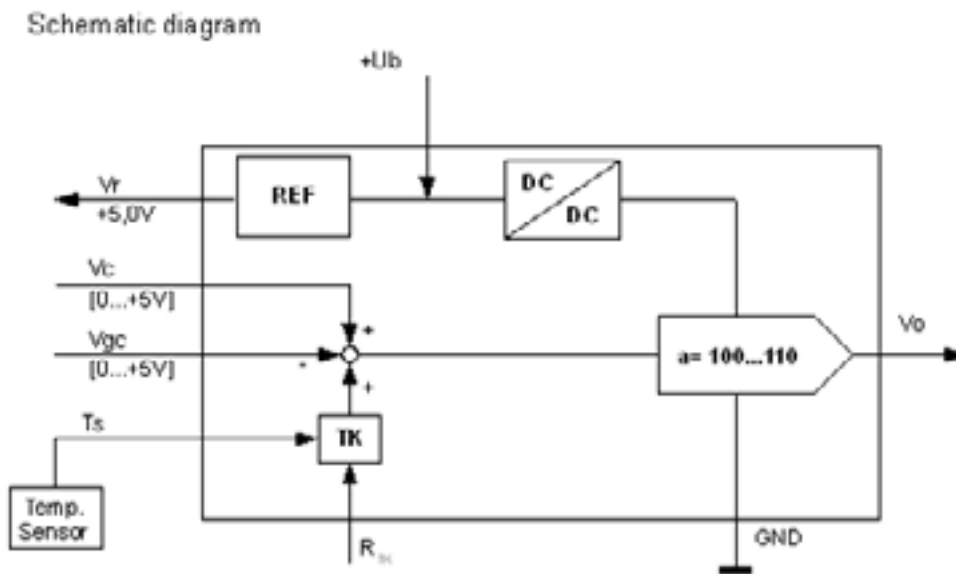 Schematic diagram
+Ub
REF
DC
DC
Vr
+5,0V
Vc
[0...+5V]
+
Vgc
[0...+5V]
-
+
a= 100...110
Vo
Ts
TK
Temp.
Sensor
R
GND